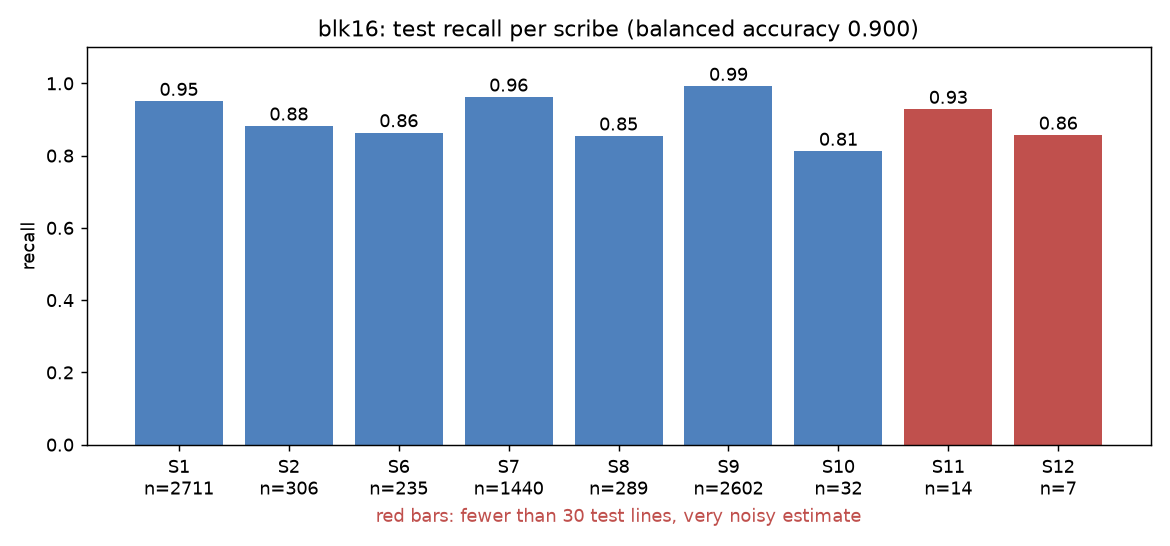 blk16: test recall per scribe (balanced accuracy 0.900)
recall
1.0
0.8
0.6
0.4
0.2
0.0
0.95 0.88 0.86 0.96 0.85 0.99 0.81 0.93 0.86
S1 S2 S6 S7 S8 S9 S10 S11 S12
n=2711 n=306 n=235 n=1440 n=289 n=2602 n=32 n=14 n=7
red bars: fewer than 30 test lines, very noisy estimate